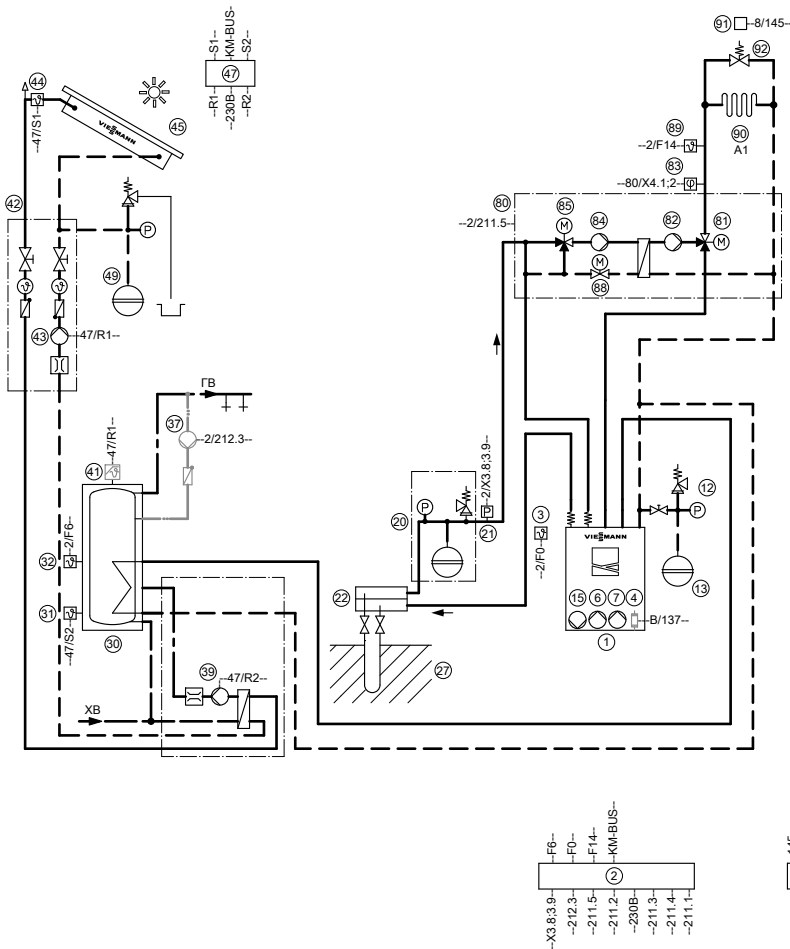 91 --8/145--
92
--S1--
--KM-BUS--
--S2--
47
--R1--
--230B--
--R2--
44
--47/S1--
VIESMANN
45
89
--2/F14--
90
A1
83
--80/X4.1;2--
42
80
--2/211.5--
85
84
82
81
M
M
M
88
P
49
43
--47/R1--
ГВ
37
--2/212.3--
--47/R1--
41
20
P
--2/X3.8;3.9--
P
21
3
--2/F0--
12
P
VIESMANN
13
32
--2/F6--
22
15
6
7
4
--B/137--
1
31
--47/S2--
30
39
--47/R2--
27
ХВ
--F6--
--F0--
--F14--
--KM-BUS--
2
--X3.8;3.9--
--212.3--
--211.5--
--211.2--
--230B--
--211.3--
--211.4--
--211.1--